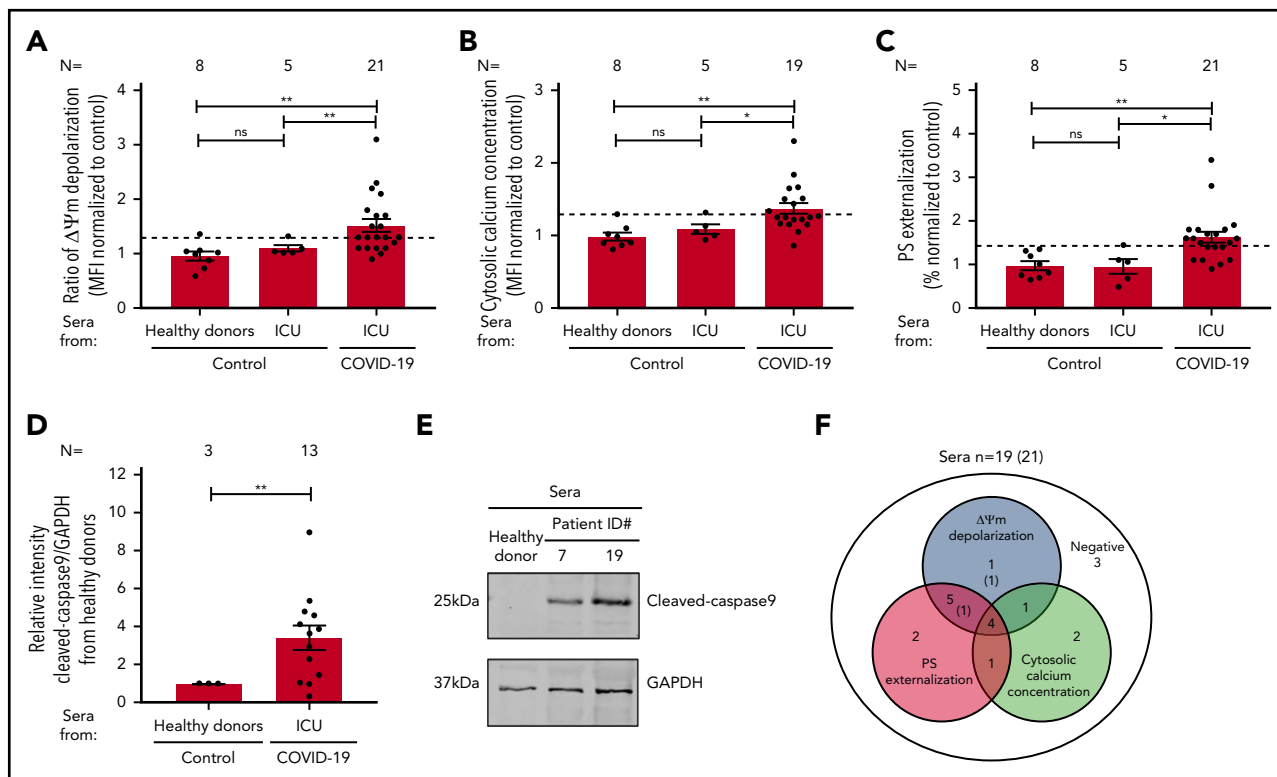 A
N= 8 5 21
Ratio of ΔΨm depolarization
(MFI normalized to control)
4
3
2
1
0
**
**
ns
Sera
from:
Healthy donors ICU ICU
Control COVID-19
B
N= 8 5 19
Cytosolic calcium concentration
(MFI normalized to control)
3
2
1
0
**
*
ns
Sera
from:
Healthy donors ICU ICU
Control COVID-19
C
N= 8 5 21
PS externalization
(% normalized to control)
5
4
3
2
1
0
**
*
ns
Sera
from:
Healthy donors ICU ICU
Control COVID-19
D
N= 3 13
Relative intensity
cleaved-caspase9/GAPDH
from healthy donors
12
10
8
6
4
2
0
**
Sera
from:
Healthy donors ICU
Control COVID-19
E
Sera
Healthy
donor
Patient ID#
7 19
25kDa
Cleaved-caspase9
37kDa
GAPDH
F
Sera n=19 (21)
ΔΨm
depolarization
1
(1)
Negative
3
5
(1)
1
4
2
2
1
PS
externalization
Cytosolic
calcium
concentration